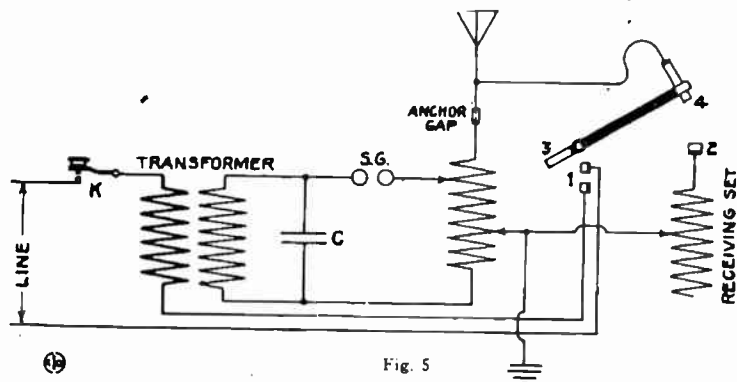 ANCHOR
GAP
4
3
S.G.
TRANSFORMER
2
1
K
C
LINE
RECEIVING SET
Fig. 5